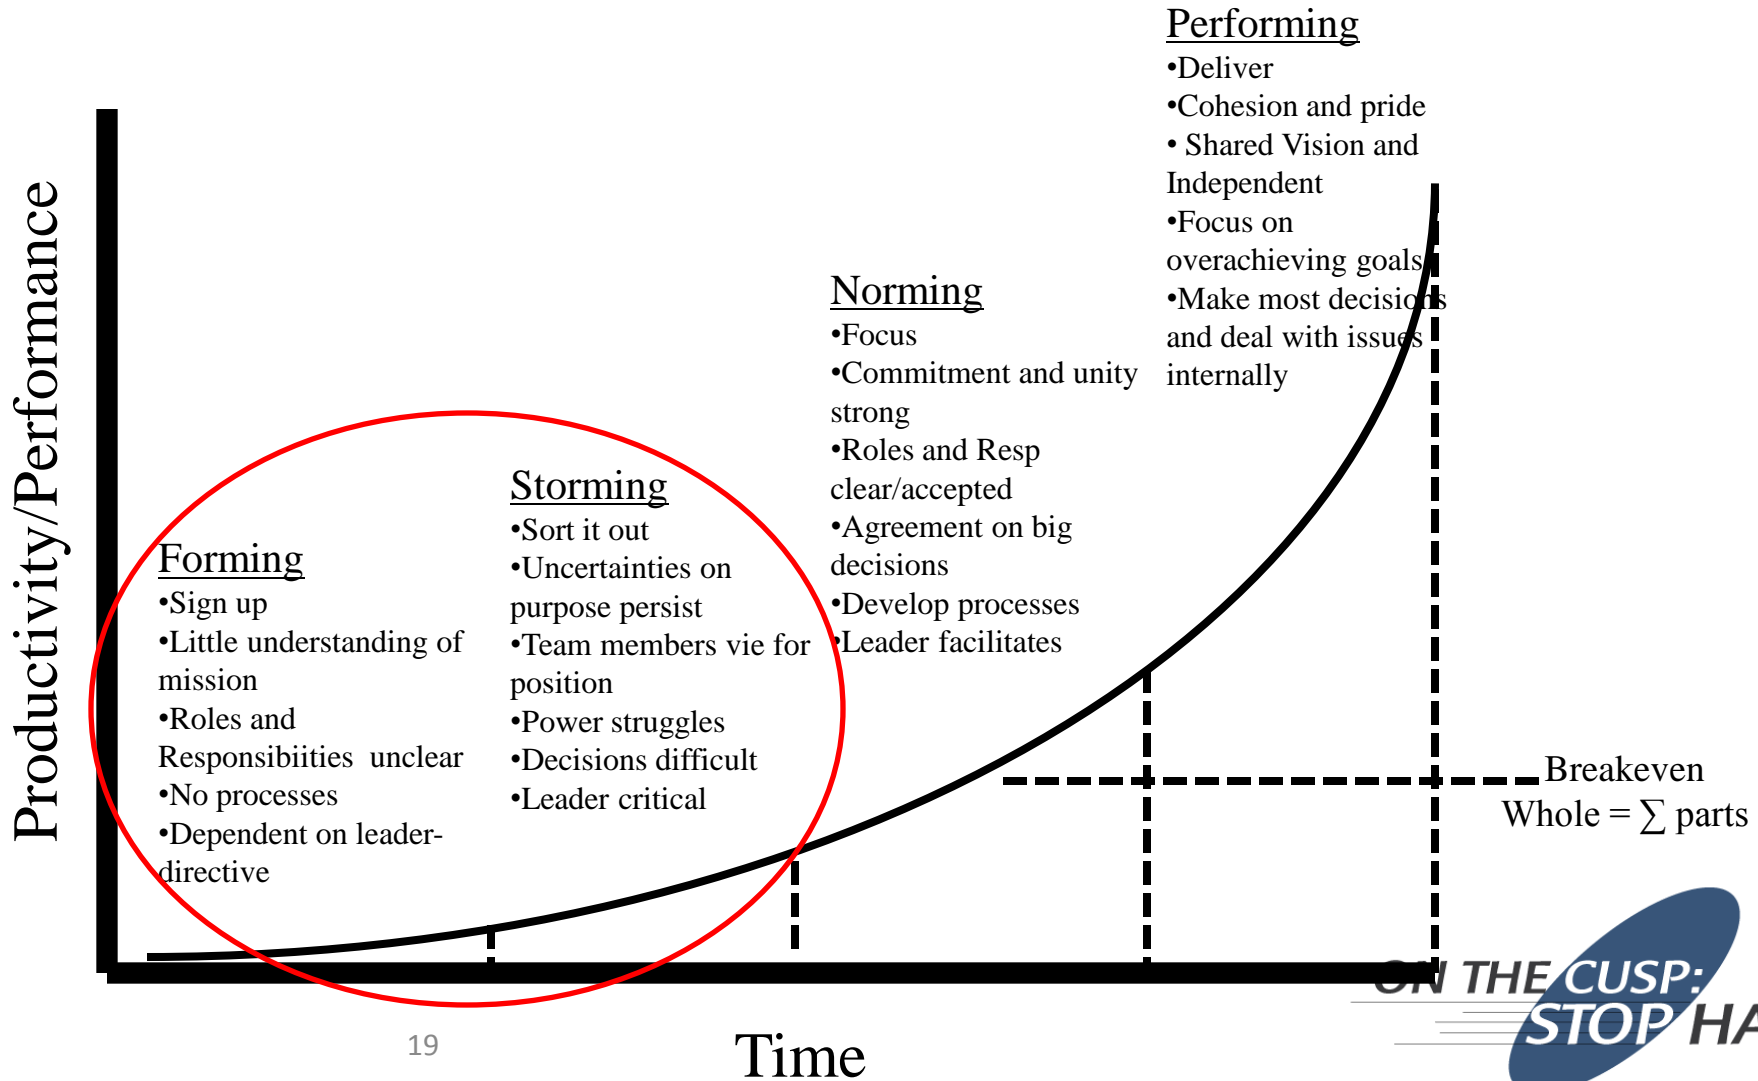 Productivity/Performance
Forming
•Sign up
•Little understanding of
mission
•Roles and
Responsibiities unclear
•No processes
•Dependent on leader-
directive
Storming
•Sort it out
•Uncertainties on
purpose persist
•Team members vie for
position
•Power struggles
•Decisions difficult
•Leader critical
Norming
•Focus
•Commitment and unity
strong
•Roles and Resp
clear/accepted
•Agreement on big
decisions
•Develop processes
•Leader facilitates
Performing
•Deliver
•Cohesion and pride
• Shared Vision and
Independent
•Focus on
overachieving goals
•Make most decisions
and deal with issues
internally
Breakeven
Whole = ∑ parts
Time
19
ON THE CUSP:
STOP HA